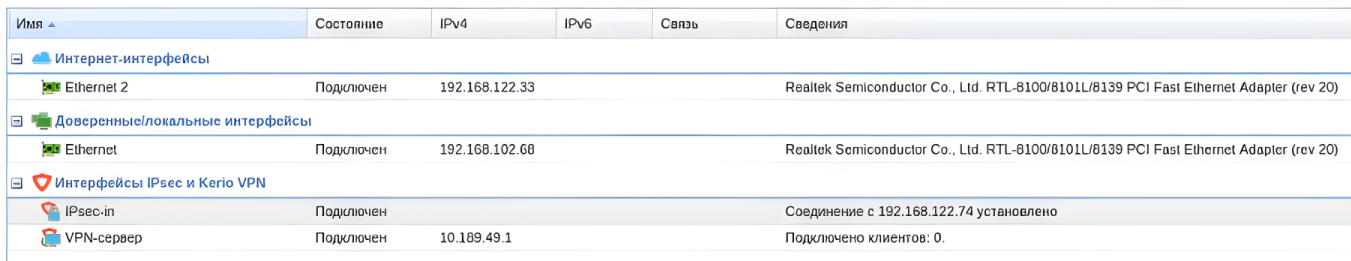 Имя Состояние IPv4 IPv6 Связь Сведения
Интернет-интерфейсы
Ethernet 2 Подключен 192.168.122.33 Realtek Semiconductor Co., Ltd. RTL-8100/8101L/8139 PCI Fast Ethernet Adapter (rev 20)
Доверенные/локальные интерфейсы
Ethernet Подключен 192.168.102.68 Realtek Semiconductor Co., Ltd. RTL-8100/8101L/8139 PCI Fast Ethernet Adapter (rev 20)
Интерфейсы IPsec и Kerio VPN
IPsec-in Подключен Соединение с 192.168.122.74 установлено
VPN-сервер Подключен 10.189.49.1 Подключено клиентов: 0.